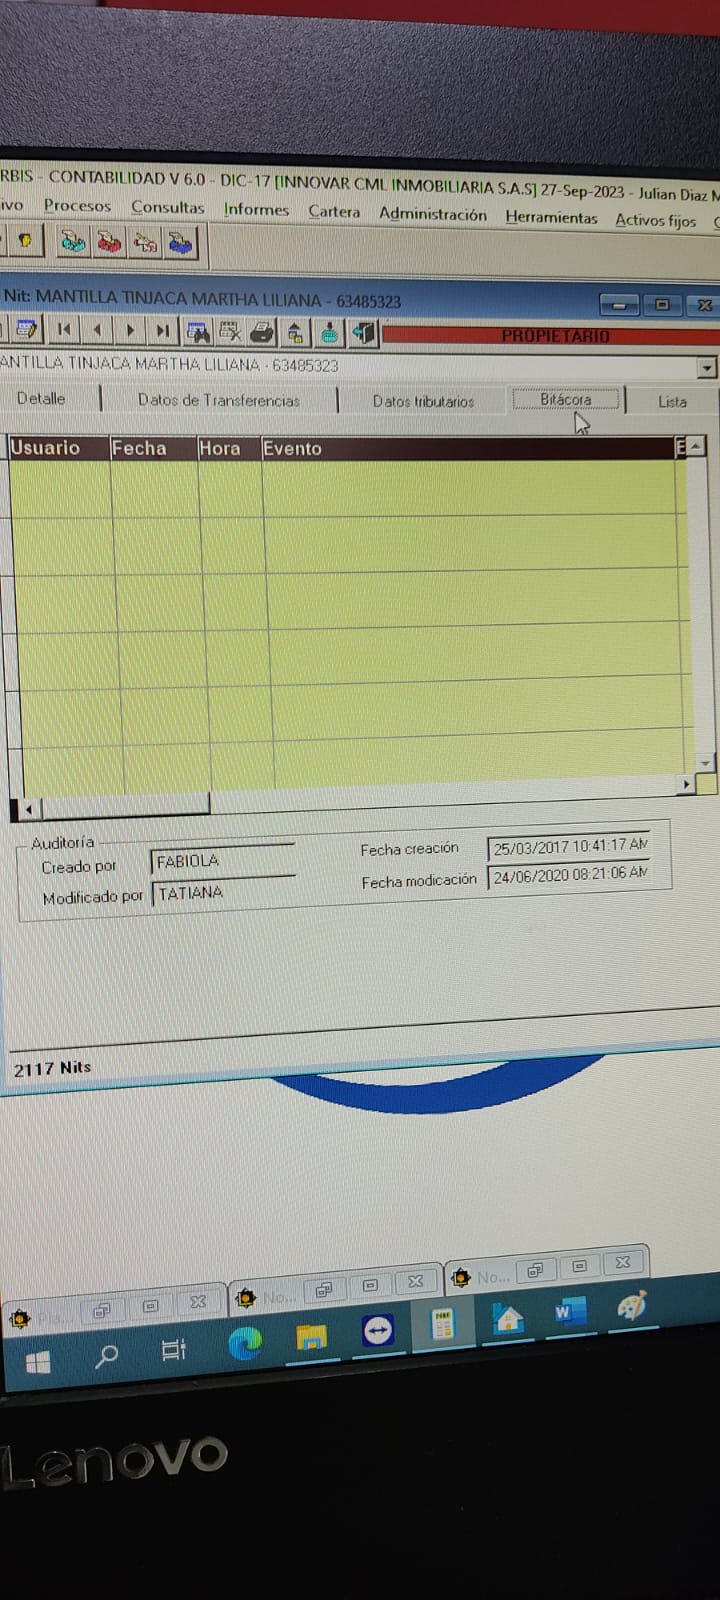 RBIS - CONTABILIDAD V 6.0 - DIC-17 [INNOVAR CML INMOBILIARIA S.A.S] 27-Sep-2023 - Julian Diaz M
ivo Procesos Consultas Informes Cartera Administración Herramientas Activos fijos
Nit: MANTILLA TINJACA MARTHA LILIANA - 63485323
PROPIETARIO
ANTILLA TINJACA MARTHA LILIANA - 63485323
Detalle Datos de Transferencias Datos tributarios Bitácora Lista
Usuario Fecha Hora Evento E
Auditoría
Creado por FABIOLA Fecha creación 25/03/2017 10:41:17 AM
Modificado por TATIANA Fecha modicación 24/06/2020 08:21:06 AM
2117 Nits
No... No...
Lenovo